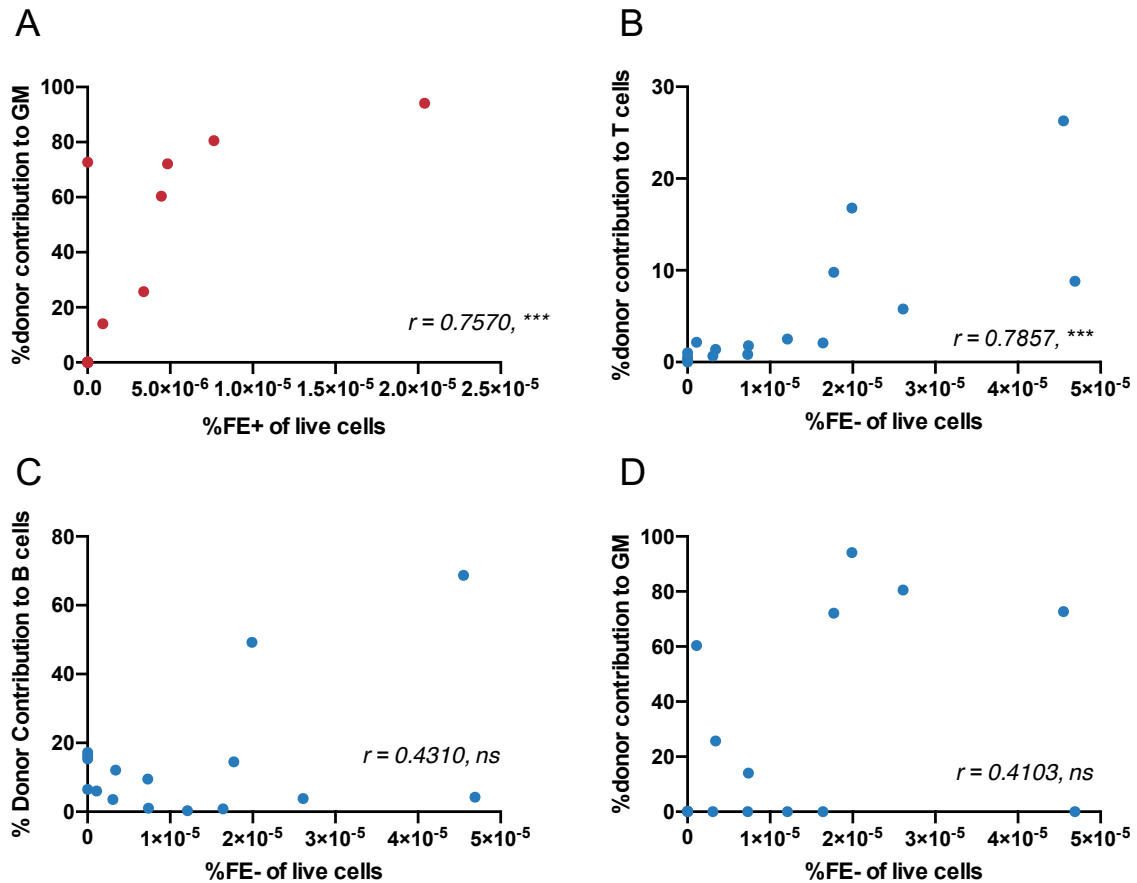 A
%donor contribution to GM
100
80
60
40
20
0
0.0
5.0×10⁻⁶
1.0×10⁻⁵
1.5×10⁻⁵
2.0×10⁻⁵
2.5×10⁻⁵
r = 0.7570, ***
%FE+ of live cells
B
%donor contribution to T cells
30
20
10
0
0
1×10⁻⁵
2×10⁻⁵
3×10⁻⁵
4×10⁻⁵
5×10⁻⁵
r = 0.7857, ***
%FE- of live cells
C
% Donor Contribution to B cells
80
60
40
20
0
0
1×10⁻⁵
2×10⁻⁵
3×10⁻⁵
4×10⁻⁵
5×10⁻⁵
r = 0.4310, ns
%FE- of live cells
D
%donor contribution to GM
100
80
60
40
20
0
0
1×10⁻⁵
2×10⁻⁵
3×10⁻⁵
4×10⁻⁵
5×10⁻⁵
r = 0.4103, ns
%FE- of live cells